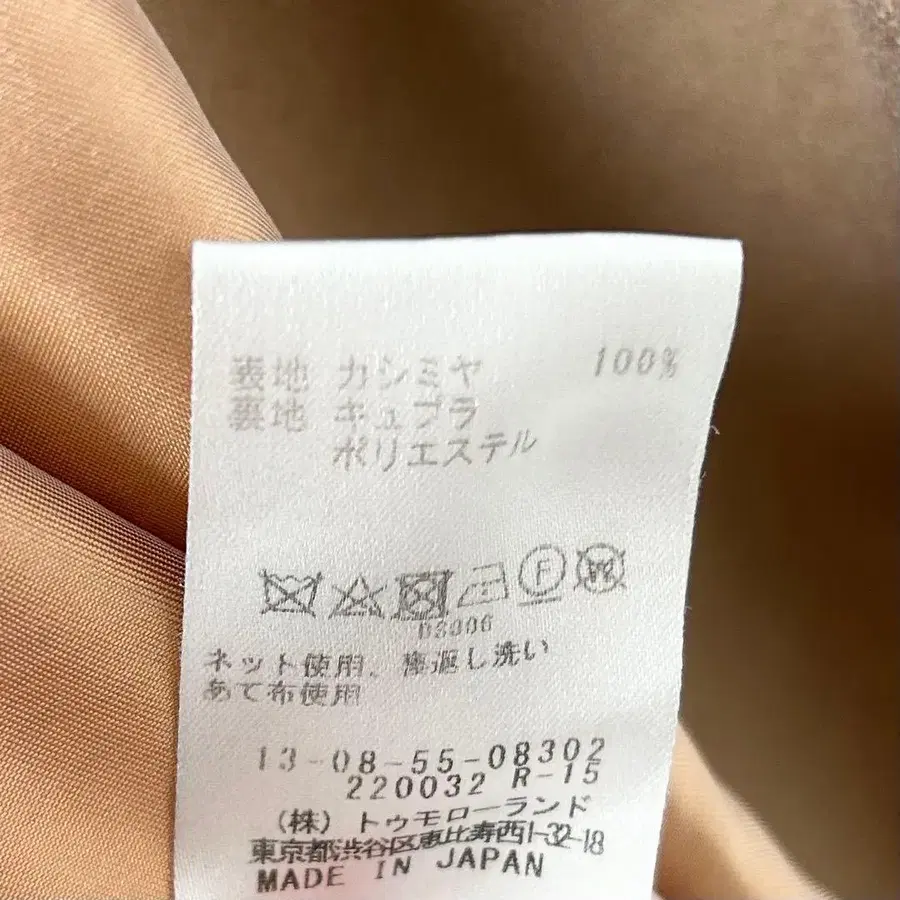 表地 カシミヤ 100%
裏地 キュプラ
ポリエステル
F
03006
ネット使用、裏返し洗い
あて布使用
13-08-55-08302
220032 R-15
(株) トゥモローランド
東京都渋谷区恵比寿西1-32-18
MADE IN JAPAN